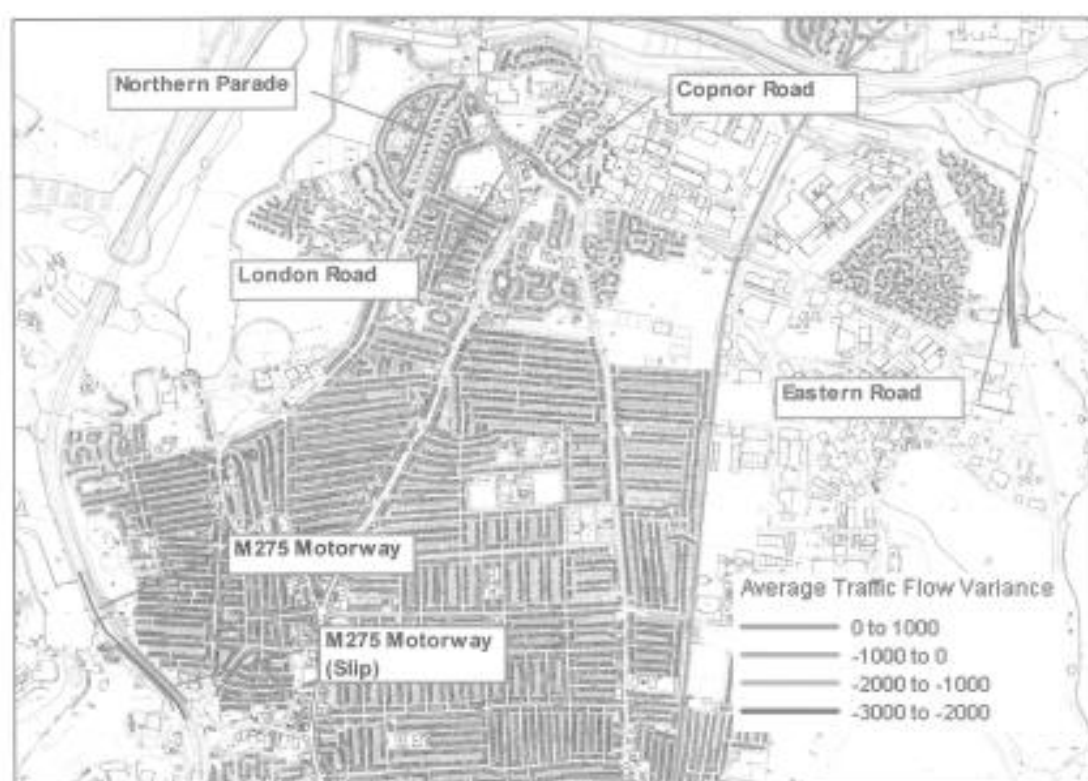 Northern Parade
Copnor Road
London Road
Eastern Road
M275 Motorway
M275 Motorway
(Slip)
Average Traffic Flow Variance
0 to 1000
-1000 to 0
-2000 to -1000
-3000 to -2000